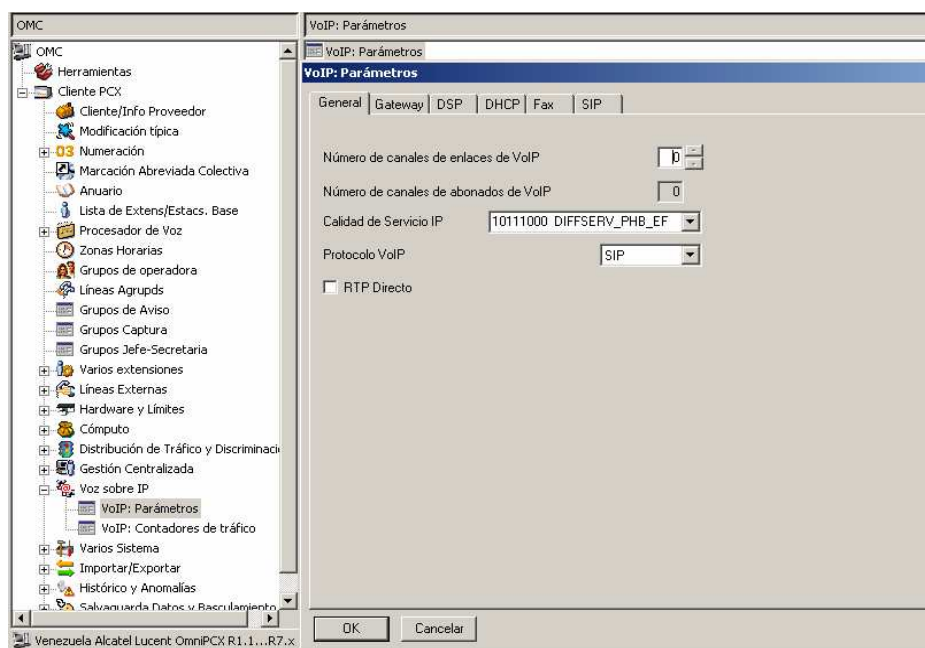 OMC
VoIP: Parámetros
OMC
Herramientas
Cliente PCX
Cliente/Info Proveedor
Modificación típica
03 Numeración
Marcación Abreviada Colectiva
Anuario
Lista de Extens/Estacs. Base
Procesador de Voz
Zonas Horarias
Grupos de operadora
Líneas Agrupds
Grupos de Aviso
Grupos Captura
Grupos Jefe-Secretaria
Varios extensiones
Líneas Externas
Hardware y Límites
Cómputo
Distribución de Tráfico y Discriminaci
Gestión Centralizada
Voz sobre IP
VoIP: Parámetros
VoIP: Contadores de tráfico
Varios Sistema
Importar/Exportar
Histórico y Anomalías
Salvaguarda Datos y Basculamiento
Venezuela Alcatel Lucent OmniPCX R1.1...R7.x
VoIP: Parámetros
VoIP: Parámetros
General Gateway DSP DHCP Fax SIP
Número de canales de enlaces de VoIP 0
Número de canales de abonados de VoIP 0
Calidad de Servicio IP 10111000 DIFFSERV_PHB_EF
Protocolo VoIP SIP
RTP Directo
OK Cancelar